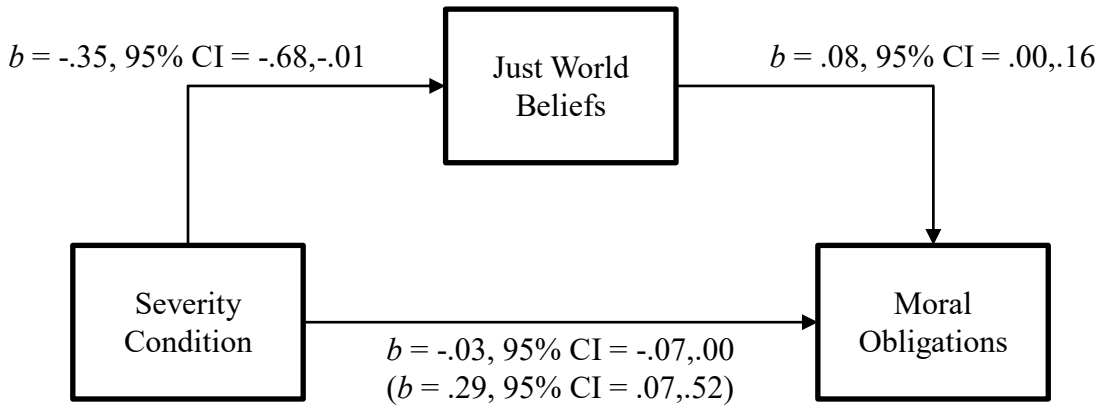 b = -.35, 95% CI = -.68,-.01
Just World
Beliefs
b = .08, 95% CI = .00,.16
Severity
Condition
b = -.03, 95% CI = -.07,.00
(b = .29, 95% CI = .07,.52)
Moral
Obligations